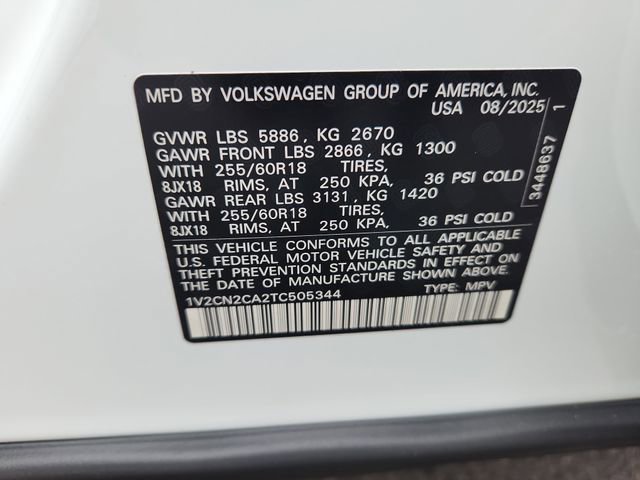 MFD BY VOLKSWAGEN GROUP OF AMERICA, INC.
USA 08/2025
GVWR LBS 5886, KG 2670
GAWR FRONT LBS 2866, KG 1300
WITH 255/60R18 TIRES,
8JX18 RIMS, AT 250 KPA, 36 PSI COLD
GAWR REAR LBS 3131, KG 1420
WITH 255/60R18 TIRES,
8JX18 RIMS, AT 250 KPA, 36 PSI COLD
THIS VEHICLE CONFORMS TO ALL APPLICABLE
U.S. FEDERAL MOTOR VEHICLE SAFETY AND
THEFT PREVENTION STANDARDS IN EFFECT ON
THE DATE OF MANUFACTURE SHOWN ABOVE.
1V2CN2CA2TC505344 TYPE: MPV
3448637 1